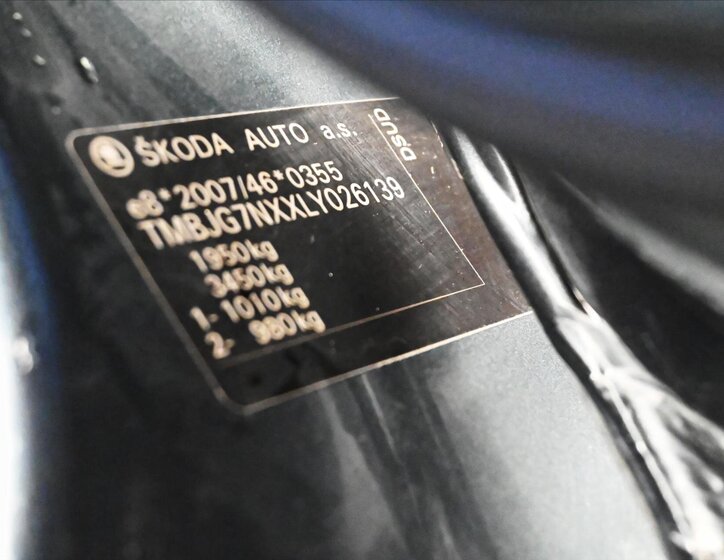 ŠKODA AUTO a.s.
DSUD
e8*2007/46*0355
TMBJG7NXXLY026139
1950kg
3450kg
1- 1010kg
2- 980kg